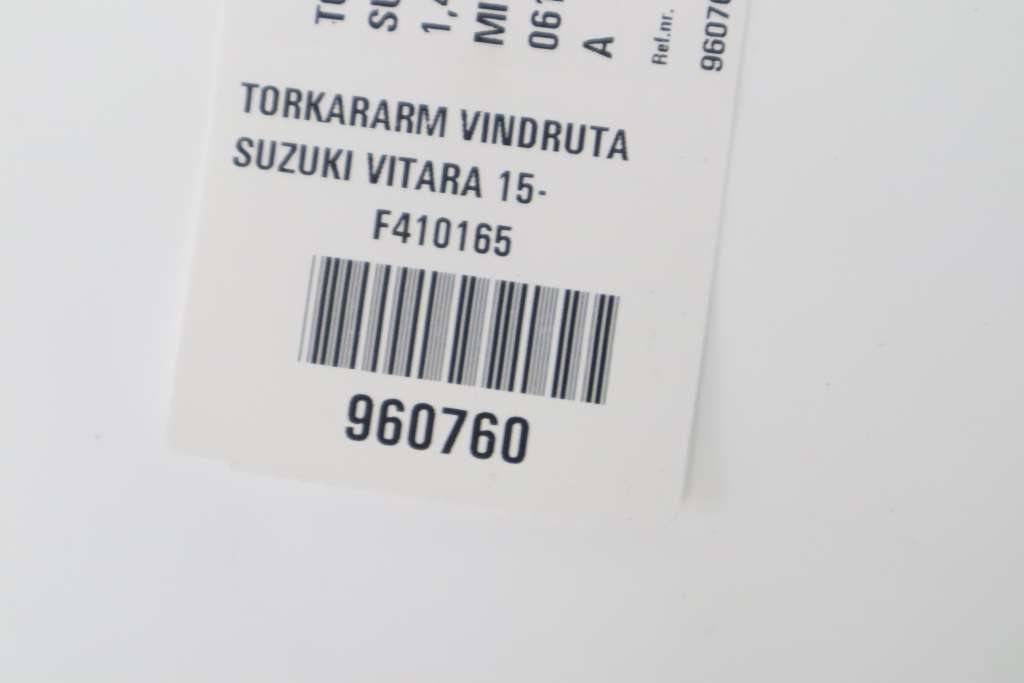 TORKARARM VINDRUTA
SUZUKI VITARA 15-
F410165
960760
A
Ref.nr.